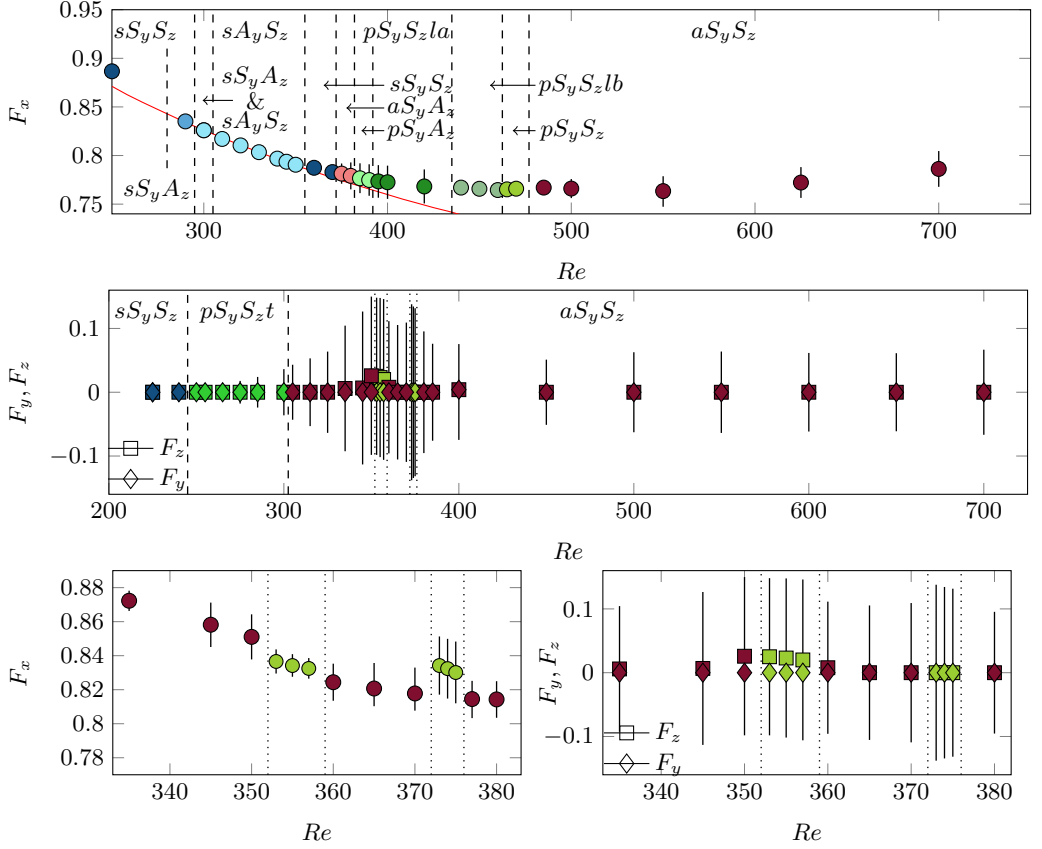 0.95
0.9
0.85
0.8
0.75
F_x
sS_yS_z
sA_yS_z
pS_yS_zla
aS_yS_z
sS_yA_z
&
sA_yS_z
sS_yS_z
aS_yA_z
pS_yA_z
pS_yS_zlb
pS_yS_z
sS_yA_z
300 400 500 600 700
Re
0.1
0
−0.1
F_y, F_z
sS_yS_z
pS_yS_zt
aS_yS_z
F_z
F_y
200 300 400 500 600 700
Re
0.88
0.86
0.84
0.82
0.8
0.78
F_x
340 350 360 370 380
Re
0.1
0
−0.1
F_y, F_z
F_z
F_y
340 350 360 370 380
Re